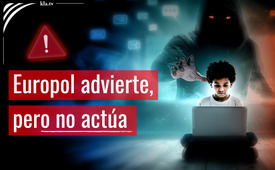 kla.tv
Europol advierte,
pero no actúa